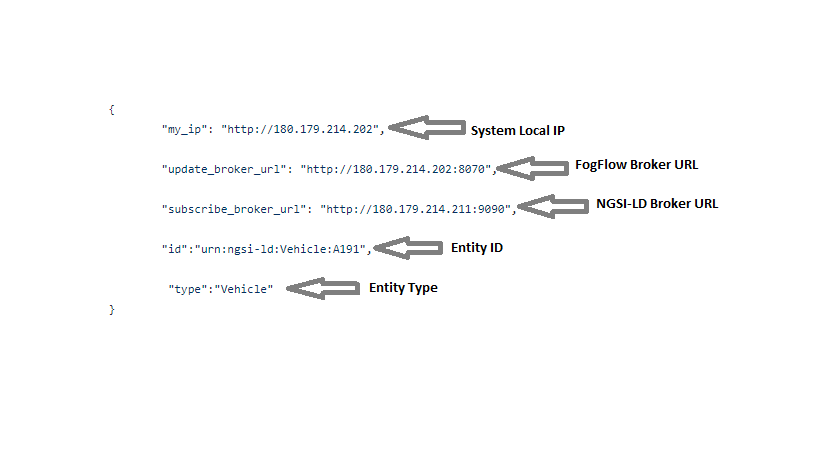 {
"my_ip": "http://180.179.214.202", System Local IP
"update_broker_url": "http://180.179.214.202:8070", FogFlow Broker URL
"subscribe_broker_url": "http://180.179.214.211:9090", NGSI-LD Broker URL
"id":"urn:ngsi-ld:Vehicle:A191", Entity ID
"type":"Vehicle" Entity Type
}